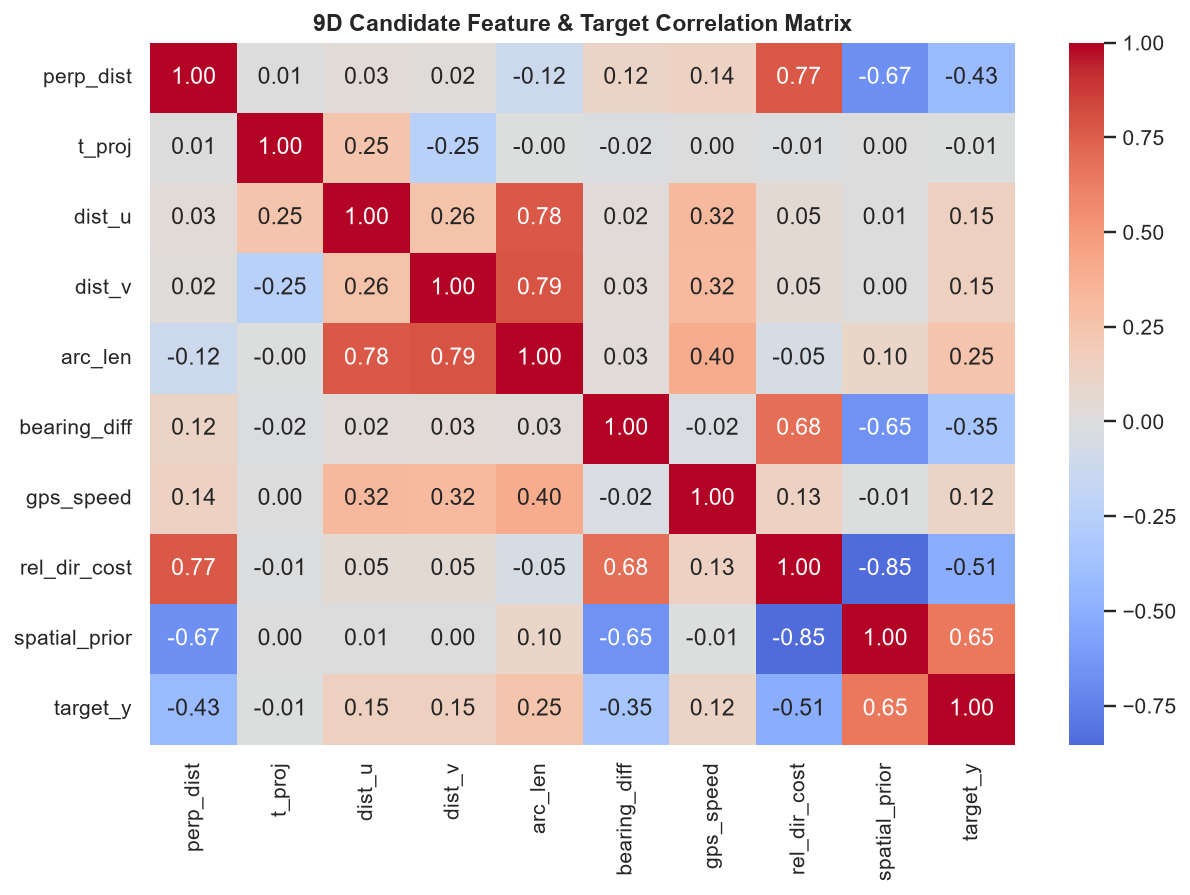 9D Candidate Feature & Target Correlation Matrix
perp_dist 1.00 0.01 0.03 0.02 -0.12 0.12 0.14 0.77 -0.67 -0.43
t_proj 0.01 1.00 0.25 -0.25 -0.00 -0.02 0.00 -0.01 0.00 -0.01
dist_u 0.03 0.25 1.00 0.26 0.78 0.02 0.32 0.05 0.01 0.15
dist_v 0.02 -0.25 0.26 1.00 0.79 0.03 0.32 0.05 0.00 0.15
arc_len -0.12 -0.00 0.78 0.79 1.00 0.03 0.40 -0.05 0.10 0.25
bearing_diff 0.12 -0.02 0.02 0.03 0.03 1.00 -0.02 0.68 -0.65 -0.35
gps_speed 0.14 0.00 0.32 0.32 0.40 -0.02 1.00 0.13 -0.01 0.12
rel_dir_cost 0.77 -0.01 0.05 0.05 -0.05 0.68 0.13 1.00 -0.85 -0.51
spatial_prior -0.67 0.00 0.01 0.00 0.10 -0.65 -0.01 -0.85 1.00 0.65
target_y -0.43 -0.01 0.15 0.15 0.25 -0.35 0.12 -0.51 0.65 1.00
perp_dist
t_proj
dist_u
dist_v
arc_len
bearing_diff
gps_speed
rel_dir_cost
spatial_prior
target_y
1.00
0.75
0.50
0.25
0.00
−0.25
−0.50
−0.75